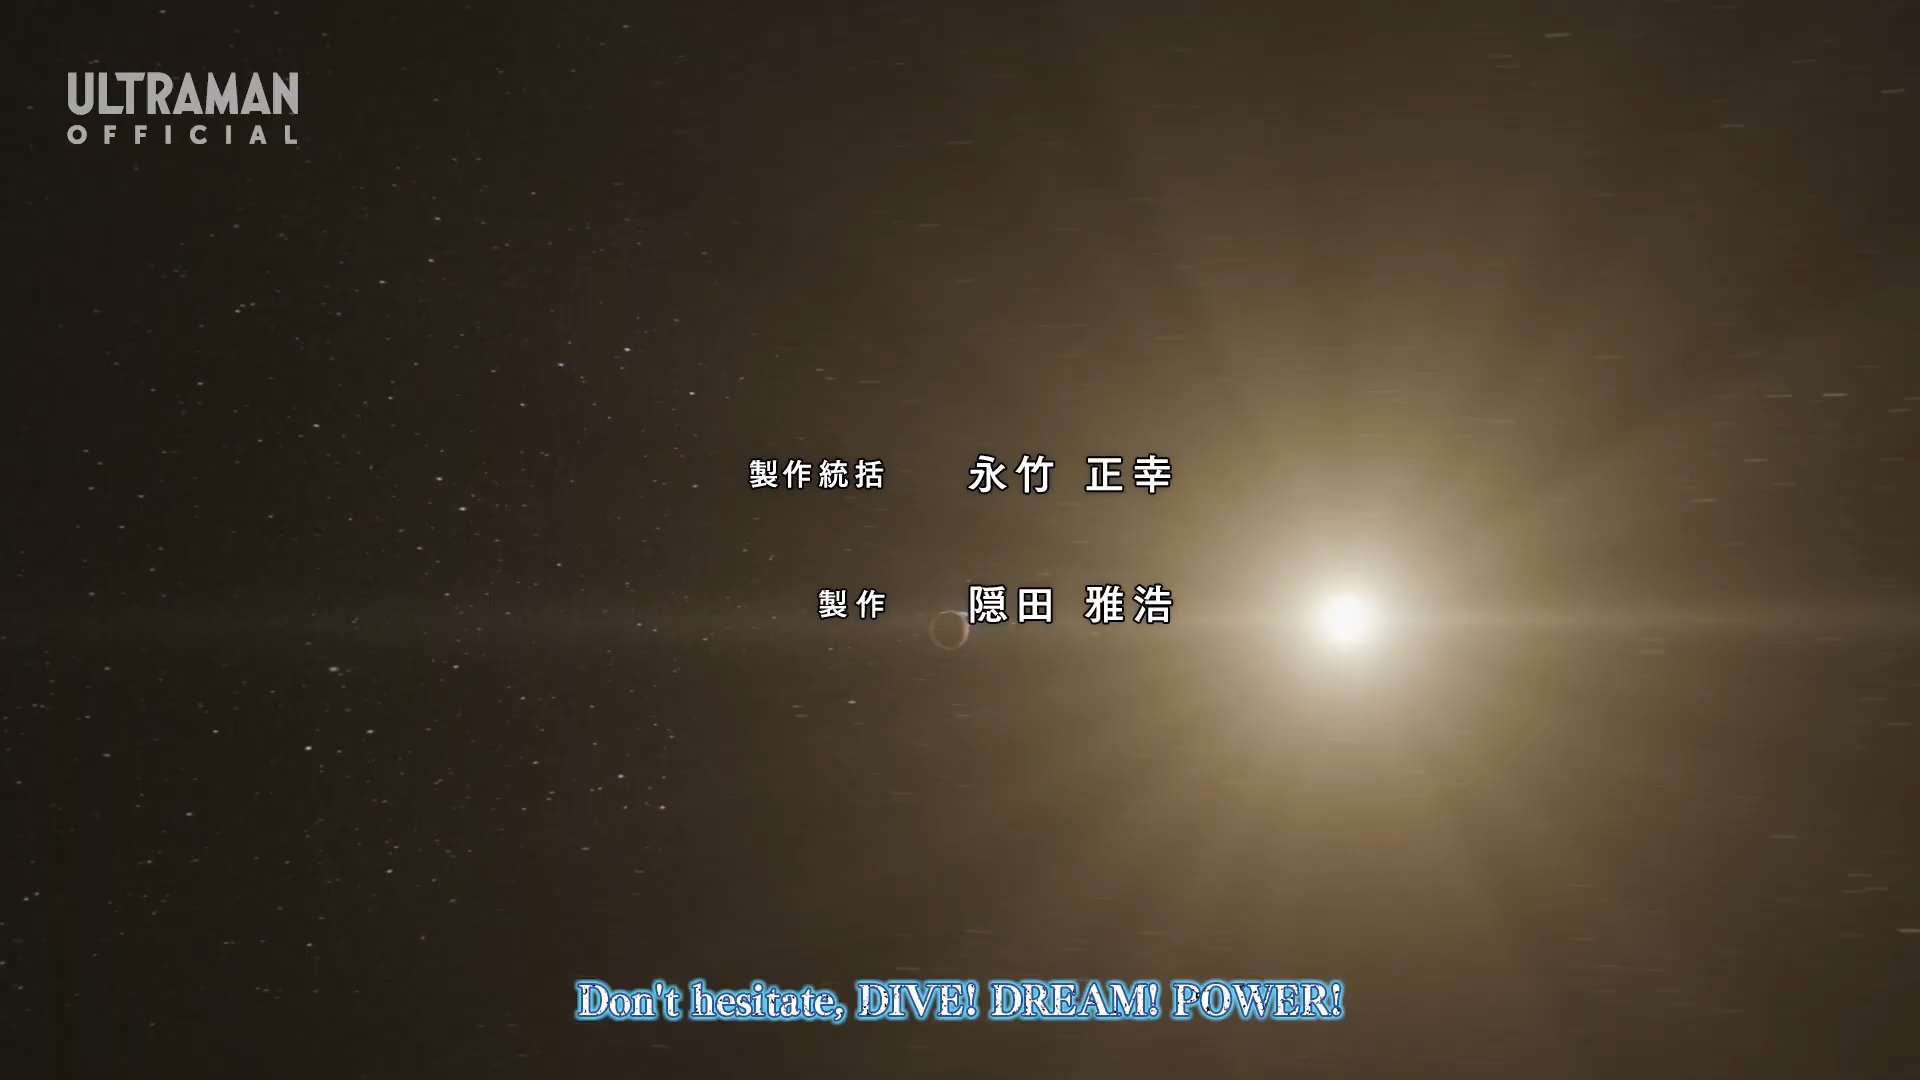 ULTRAMAN
OFFICIAL
製作統括 永竹 正幸
製作 隠田 雅浩
Don't hesitate, DIVE! DREAM! POWER!